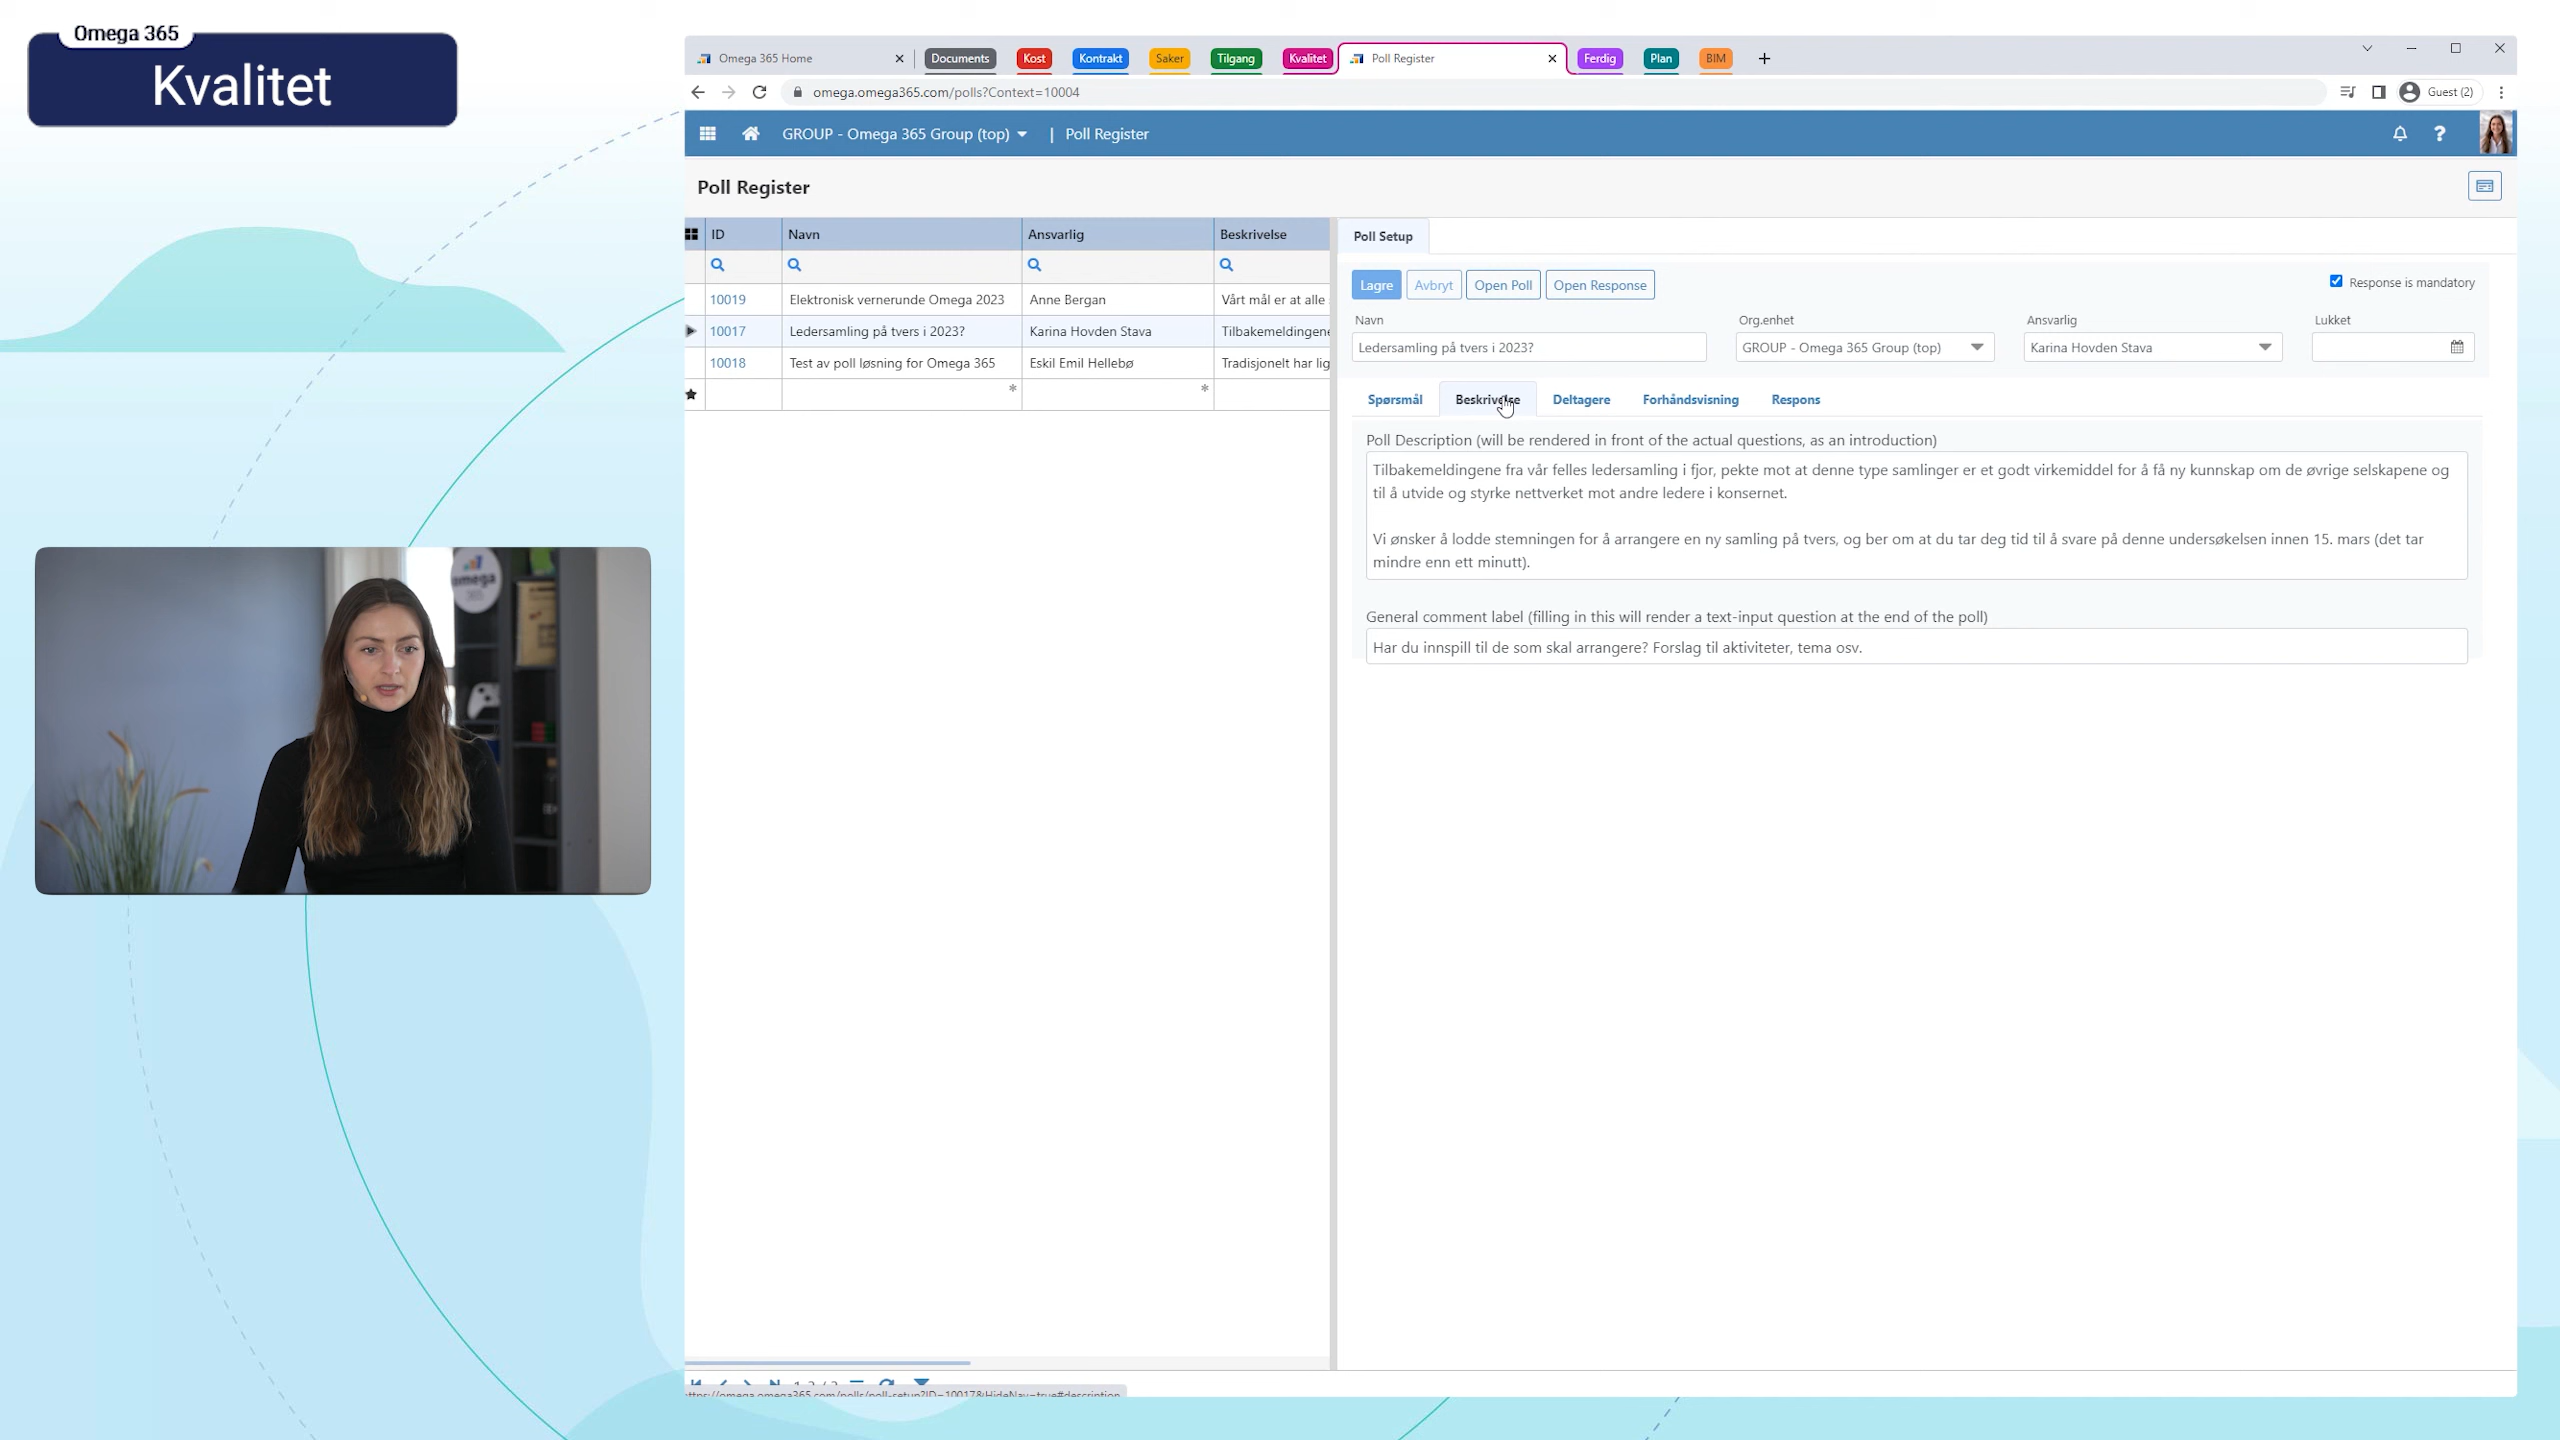 Omega 365
Kvalitet
Omega 365 Home
Documents
Kost
Kontrakt
Saker
Tilgang
Kvalitet
Poll Register
Ferdig
Plan
BIM
omega.omega365.com/polls?Context=10004
Guest (2)
GROUP - Omega 365 Group (top) | Poll Register
Poll Register
ID Navn Ansvarlig Beskrivelse
10019 Elektronisk vernerunde Omega 2023 Anne Bergan Vårt mål er at alle
10017 Ledersamling på tvers i 2023? Karina Hovden Stava Tilbakemeldingene
10018 Test av poll løsning for Omega 365 Eskil Emil Hellebø Tradisjonelt har lig
* *
Poll Setup
Lagre Avbryt Open Poll Open Response Response is mandatory
Navn Org.enhet Ansvarlig Lukket
Ledersamling på tvers i 2023? GROUP - Omega 365 Group (top) Karina Hovden Stava
Spørsmål Beskrivelse Deltagere Forhåndsvisning Respons
Poll Description (will be rendered in front of the actual questions, as an introduction)
Tilbakemeldingene fra vår felles ledersamling i fjor, pekte mot at denne type samlinger er et godt virkemiddel for å få ny kunnskap om de øvrige selskapene og
til å utvide og styrke nettverket mot andre ledere i konsernet.
Vi ønsker å lodde stemningen for å arrangere en ny samling på tvers, og ber om at du tar deg tid til å svare på denne undersøkelsen innen 15. mars (det tar
mindre enn ett minutt).
General comment label (filling in this will render a text-input question at the end of the poll)
Har du innspill til de som skal arrangere? Forslag til aktiviteter, tema osv.
omega
365